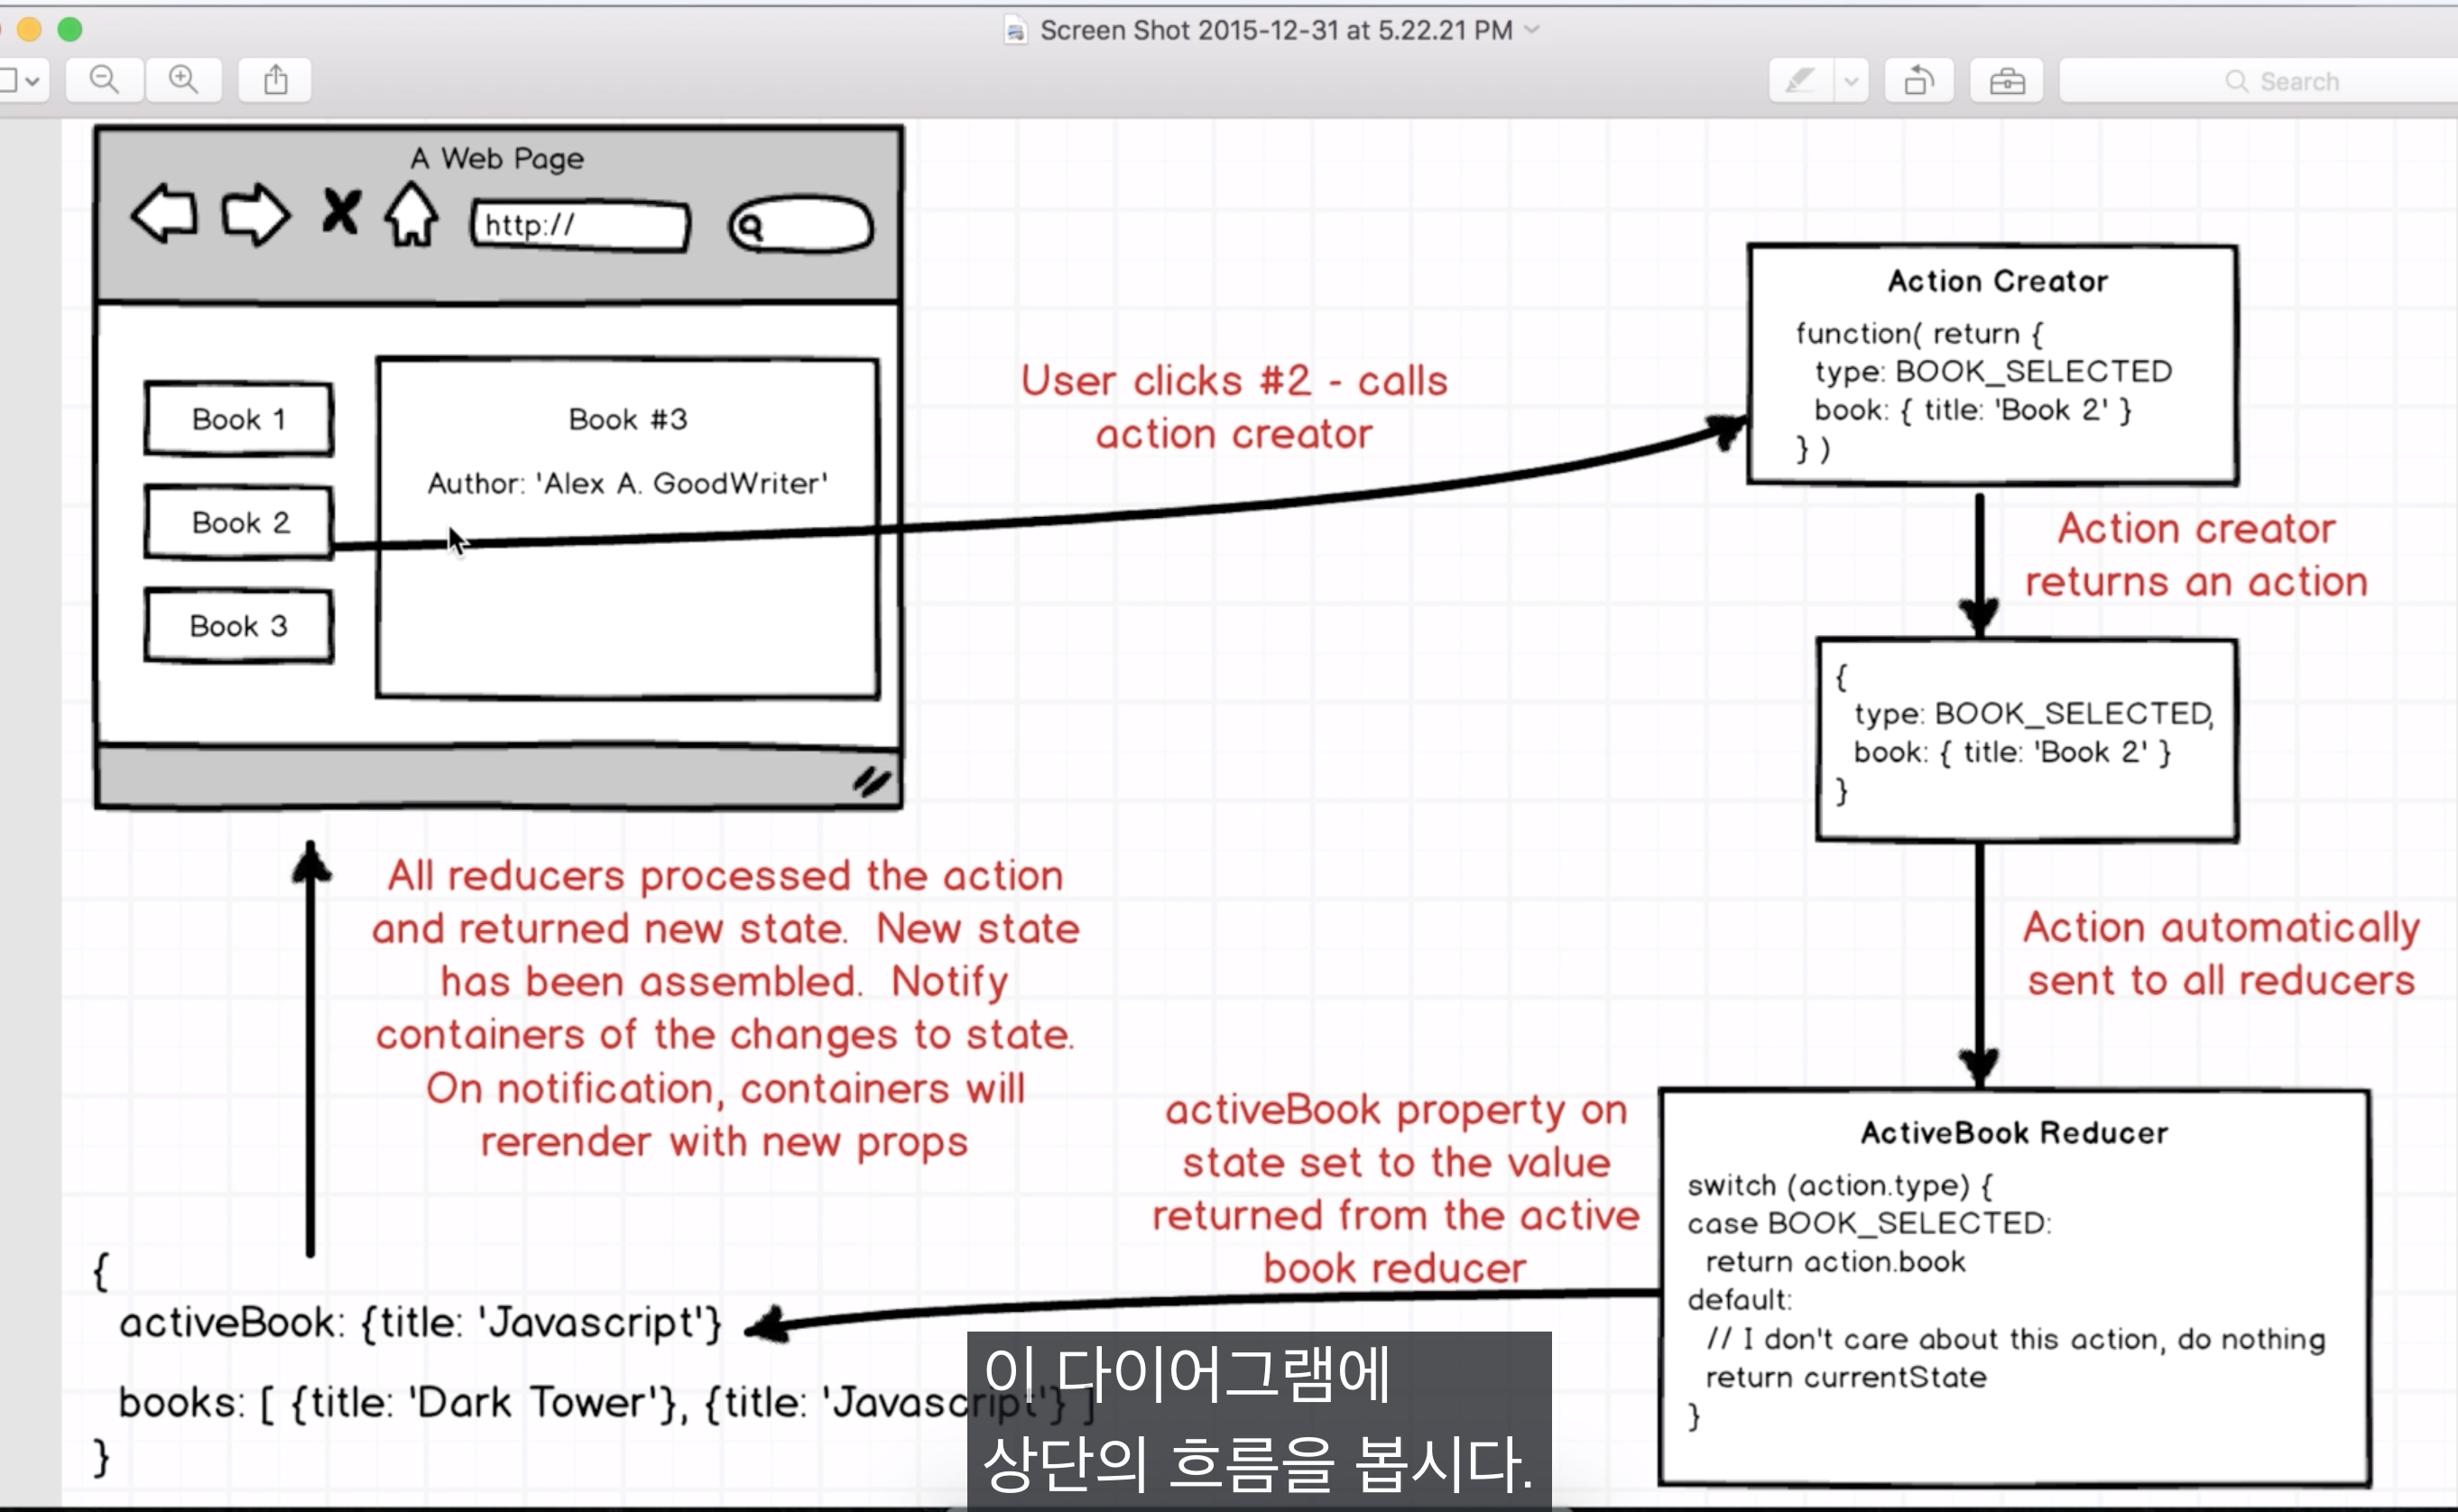 Screen Shot 2015-12-31 at 5.22.21 PM
Search
A Web Page
http://
Book 1
Book 2
Book 3
Book #3
Author: 'Alex A. GoodWriter'
User clicks #2 - calls
action creator
Action Creator
function( return {
type: BOOK_SELECTED
book: { title: 'Book 2' }
} )
Action creator
returns an action
{
type: BOOK_SELECTED,
book: { title: 'Book 2' }
}
Action automatically
sent to all reducers
ActiveBook Reducer
switch (action.type) {
case BOOK_SELECTED:
return action.book
default:
// I don't care about this action, do nothing
return currentState
}
activeBook property on
state set to the value
returned from the active
book reducer
All reducers processed the action
and returned new state. New state
has been assembled. Notify
containers of the changes to state.
On notification, containers will
rerender with new props
{
activeBook: {title: 'Javascript'}
books: [ {title: 'Dark Tower'}, {title: 'Javascript'} ]
}
이 다이어그램에
상단의 흐름을 봅시다.